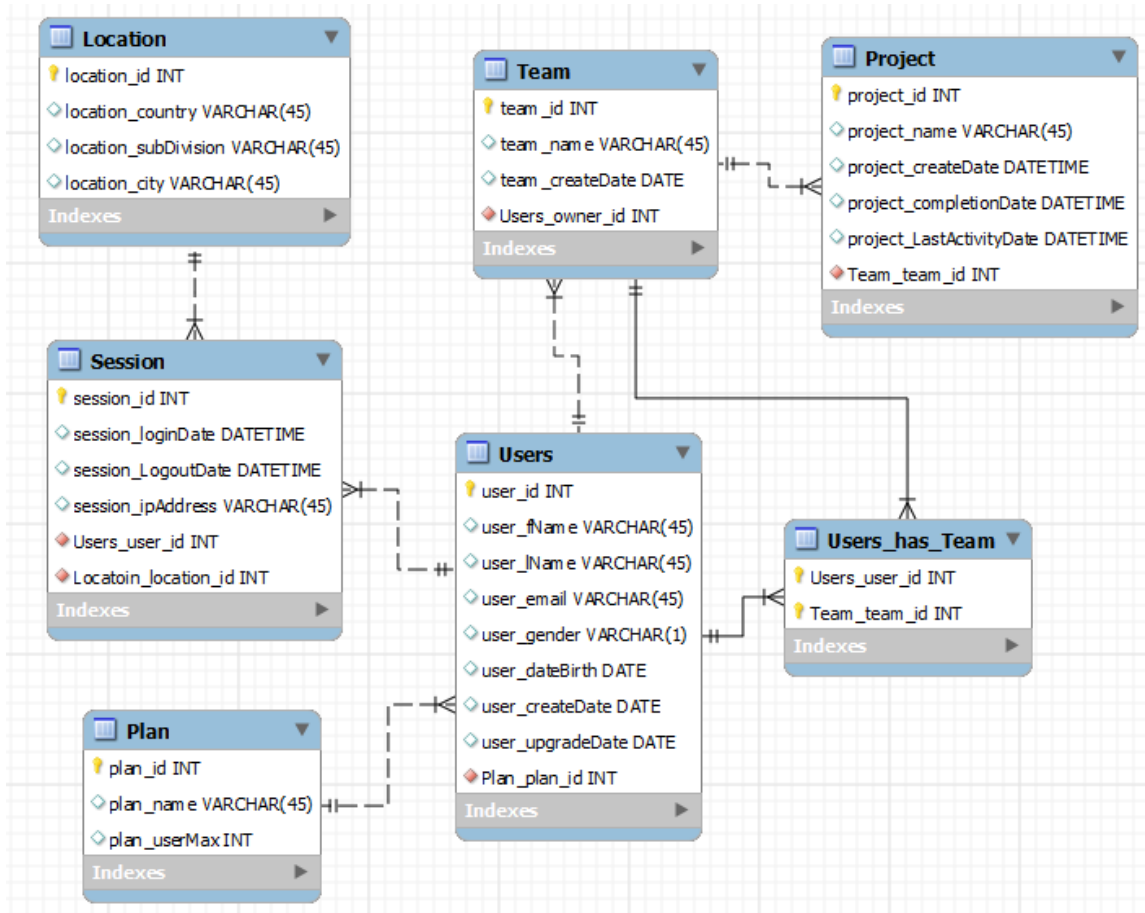 Location
location_id INT
location_country VARCHAR(45)
location_subDivision VARCHAR(45)
location_city VARCHAR(45)
Indexes
Team
team_id INT
team_name VARCHAR(45)
team_createDate DATE
Users_owner_id INT
Indexes
Project
project_id INT
project_name VARCHAR(45)
project_createDate DATETIME
project_completionDate DATETIME
project_LastActivityDate DATETIME
Team_team_id INT
Indexes
Session
session_id INT
session_loginDate DATETIME
session_LogoutDate DATETIME
session_ipAddress VARCHAR(45)
Users_user_id INT
Locatoin_location_id INT
Indexes
Users
user_id INT
user_fName VARCHAR(45)
user_lName VARCHAR(45)
user_email VARCHAR(45)
user_gender VARCHAR(1)
user_dateBirth DATE
user_createDate DATE
user_upgradeDate DATE
Plan_plan_id INT
Indexes
Users_has_Team
Users_user_id INT
Team_team_id INT
Indexes
Plan
plan_id INT
plan_name VARCHAR(45)
plan_userMax INT
Indexes